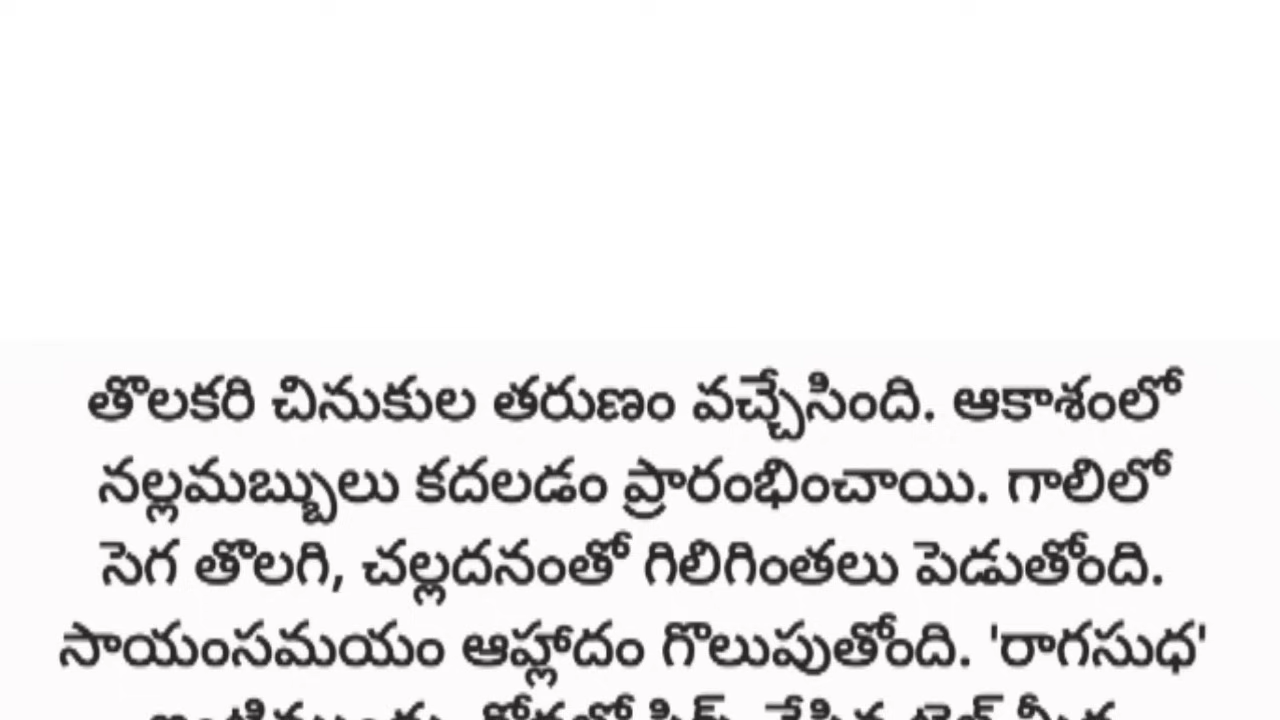 తొలకరి చినుకుల తరుణం వచ్చేసింది. ఆకాశంలో
నల్లమబ్బులు కదలడం ప్రారంభించాయి. గాలిలో
సెగ తొలగి, చల్లదనంతో గిలిగింతలు పెడుతోంది.
సాయంసమయం ఆహ్లాదం గొలుపుతోంది. 'రాగసుధ'